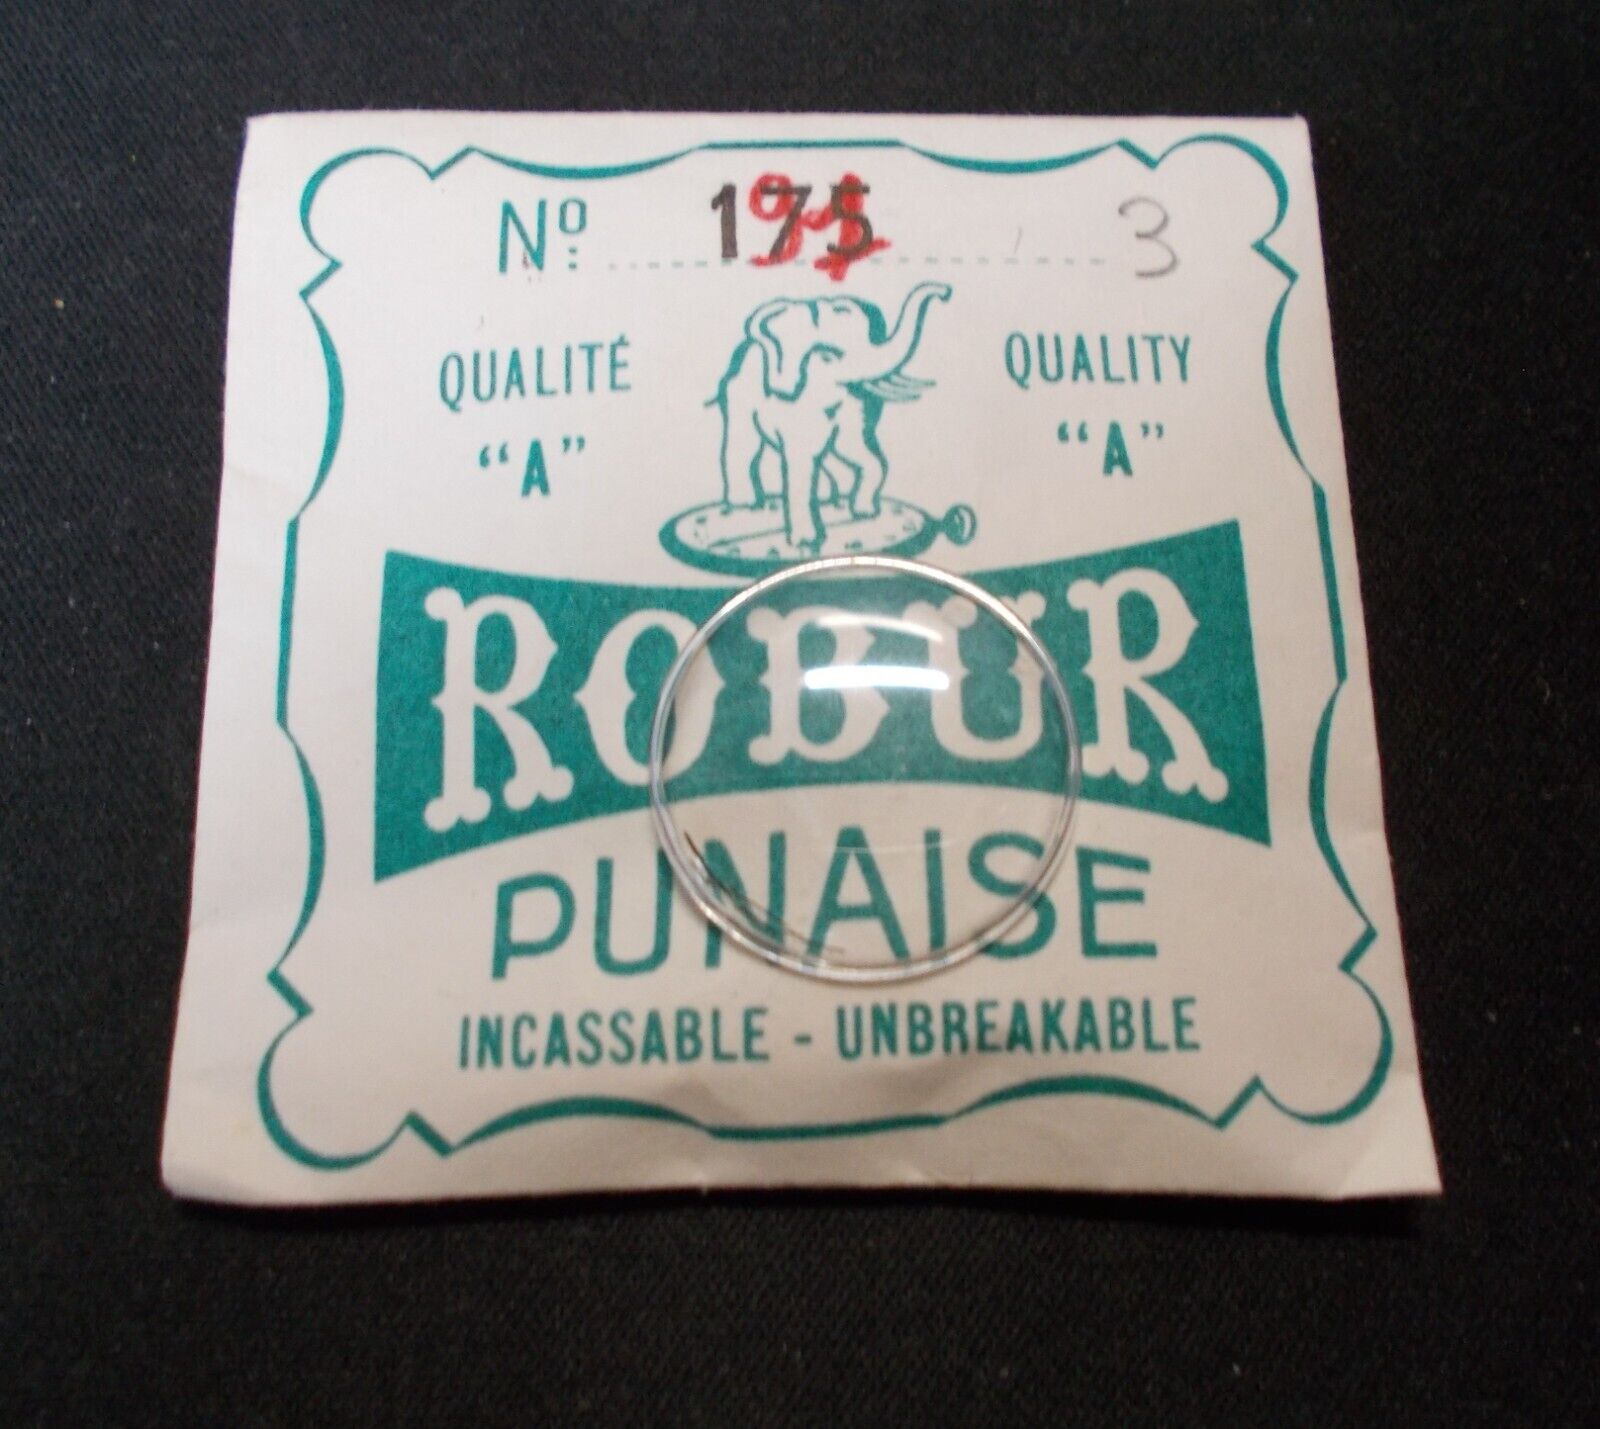 Nº: 175 3
QUALITÉ QUALITY
"A" "A"
ROBUR
PUNAISE
INCASSABLE - UNBREAKABLE